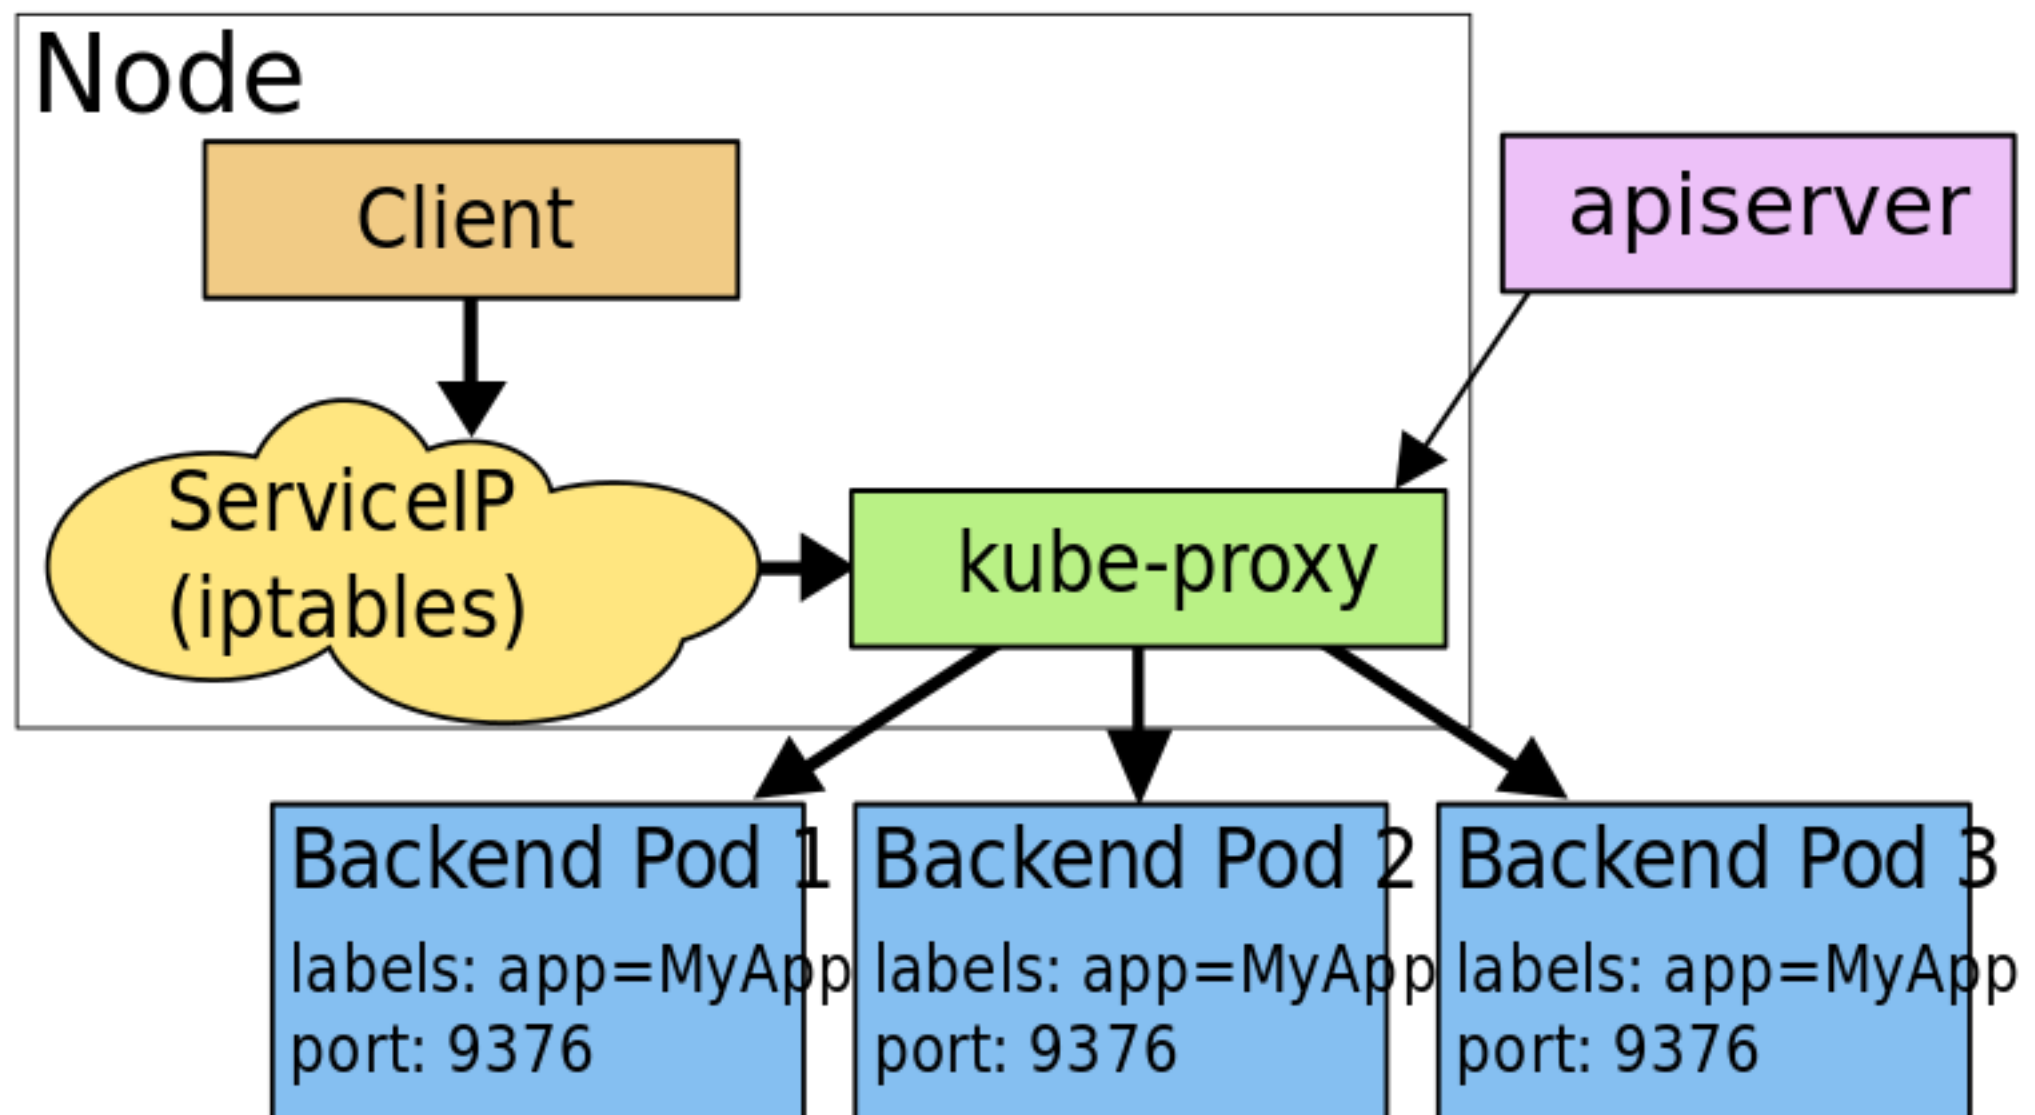 Node
Client
apiserver
ServiceIP
(iptables)
kube-proxy
Backend Pod 1
labels: app=MyApp
port: 9376
Backend Pod 2
labels: app=MyApp
port: 9376
Backend Pod 3
labels: app=MyApp
port: 9376